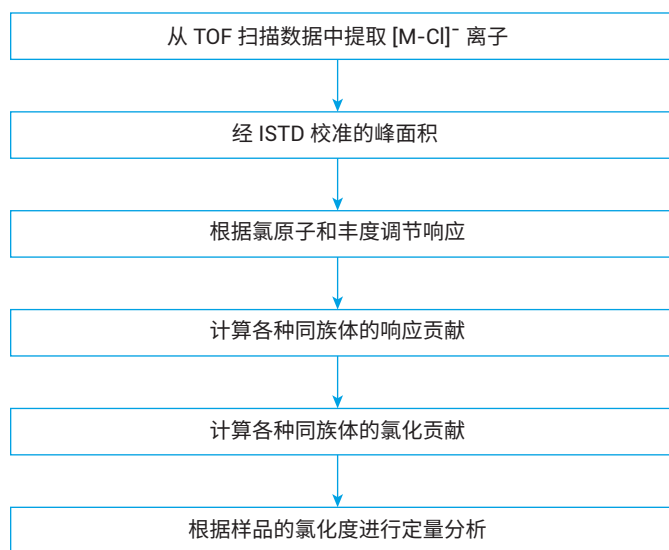 从 TOF 扫描数据中提取 [M-Cl]⁻ 离子
经 ISTD 校准的峰面积
根据氯原子和丰度调节响应
计算各种同族体的响应贡献
计算各种同族体的氯化贡献
根据样品的氯化度进行定量分析